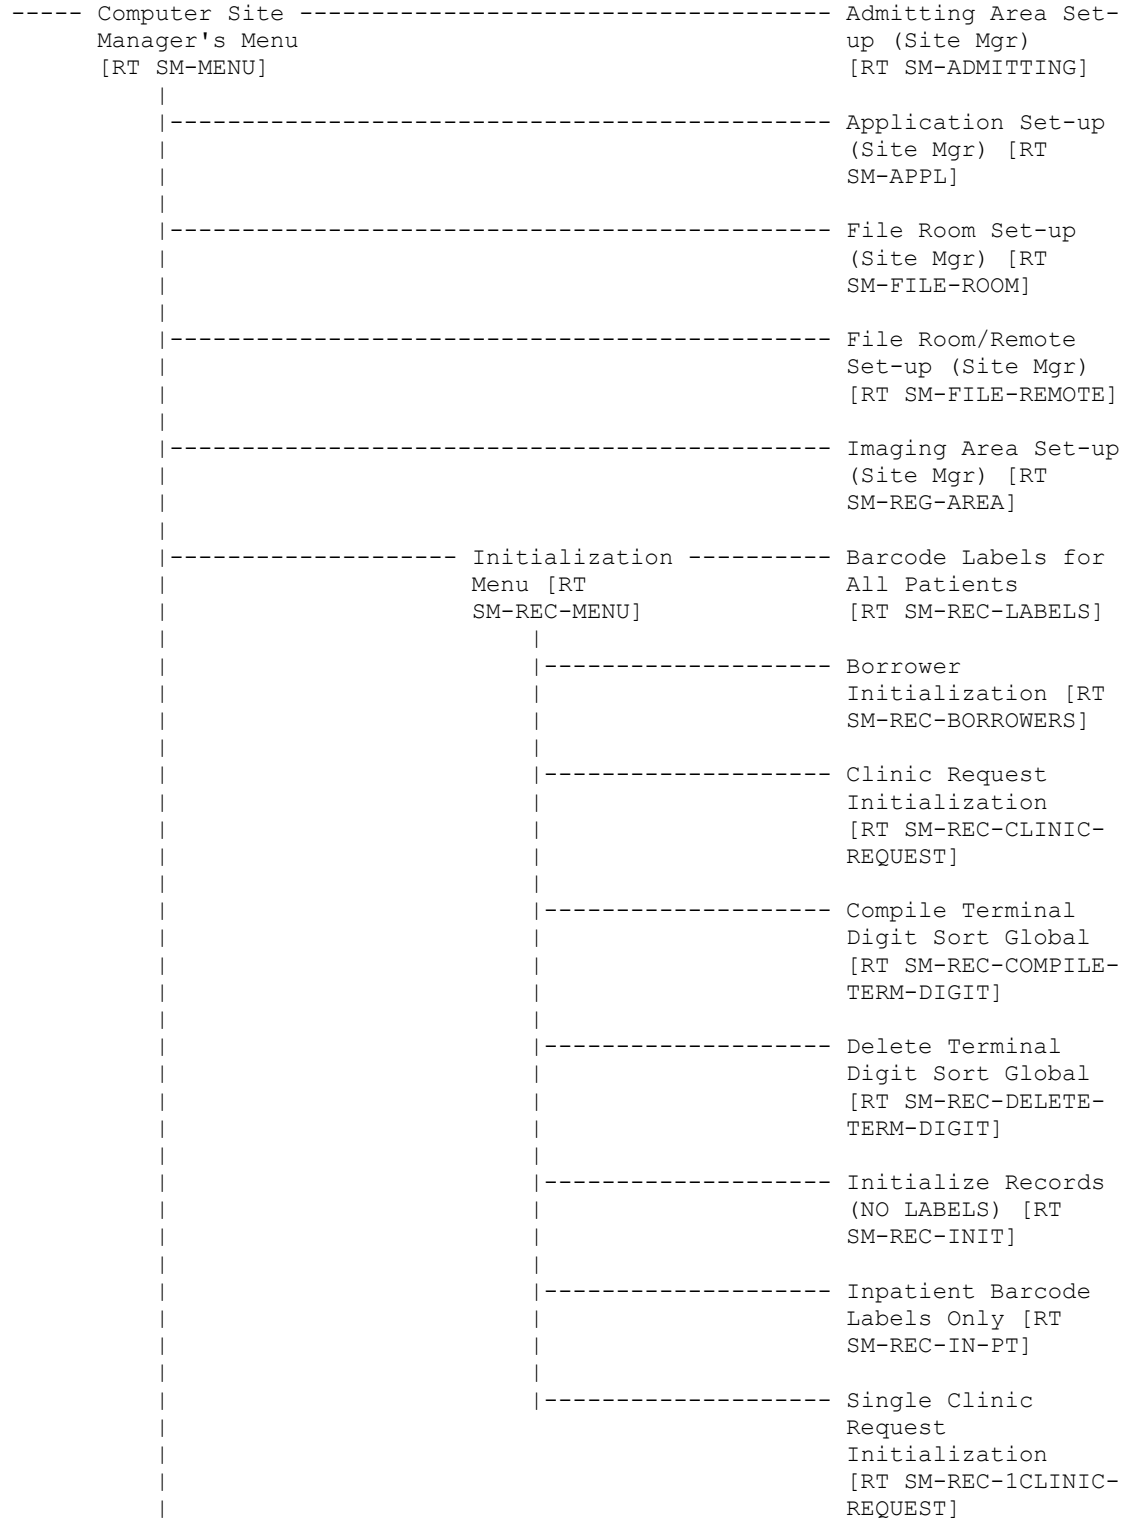 ----- Computer Site ------------------------------------- Admitting Area Set-
      Manager's Menu                                      up (Site Mgr)
      [RT SM-MENU]                                        [RT SM-ADMITTING]
          |
          |---------------------------------------------- Application Set-up
          |                                               (Site Mgr) [RT
          |                                               SM-APPL]
          |
          |---------------------------------------------- File Room Set-up
          |                                               (Site Mgr) [RT
          |                                               SM-FILE-ROOM]
          |
          |---------------------------------------------- File Room/Remote
          |                                               Set-up (Site Mgr)
          |                                               [RT SM-FILE-REMOTE]
          |
          |---------------------------------------------- Imaging Area Set-up
          |                                               (Site Mgr) [RT
          |                                               SM-REG-AREA]
          |
          |-------------------- Initialization ---------- Barcode Labels for
          |                     Menu [RT                  All Patients
          |                     SM-REC-MENU]              [RT SM-REC-LABELS]
          |                         |
          |                         |-------------------- Borrower
          |                         |                     Initialization [RT
          |                         |                     SM-REC-BORROWERS]
          |                         |
          |                         |-------------------- Clinic Request
          |                         |                     Initialization
          |                         |                     [RT SM-REC-CLINIC-
          |                         |                     REQUEST]
          |                         |
          |                         |-------------------- Compile Terminal
          |                         |                     Digit Sort Global
          |                         |                     [RT SM-REC-COMPILE-
          |                         |                     TERM-DIGIT]
          |                         |
          |                         |-------------------- Delete Terminal
          |                         |                     Digit Sort Global
          |                         |                     [RT SM-REC-DELETE-
          |                         |                     TERM-DIGIT]
          |                         |
          |                         |-------------------- Initialize Records
          |                         |                     (NO LABELS) [RT
          |                         |                     SM-REC-INIT]
          |                         |
          |                         |-------------------- Inpatient Barcode
          |                         |                     Labels Only [RT
          |                         |                     SM-REC-IN-PT]
          |                         |
          |                         |-------------------- Single Clinic
          |                                               Request
          |                                               Initialization
          |                                               [RT SM-REC-1CLINIC-
          |                                               REQUEST]